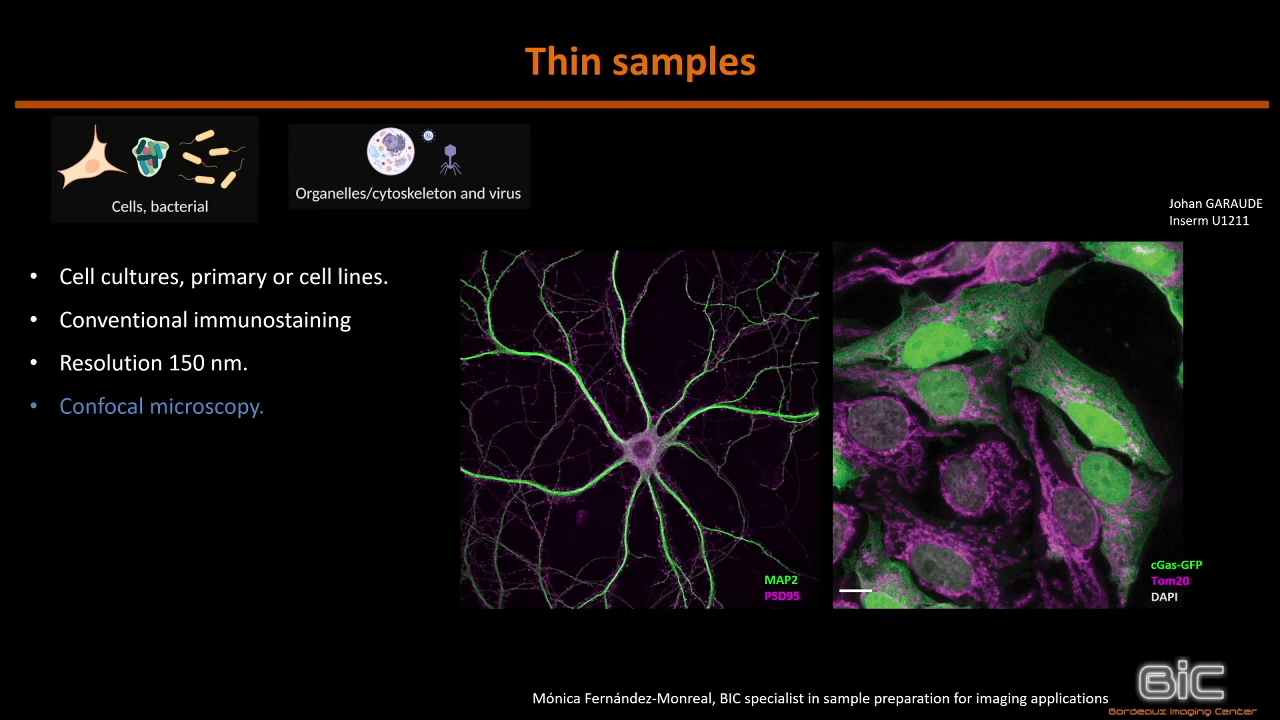 Thin samples
Cells, bacterial
Organelles/cytoskeleton and virus
Johan GARAUDE
Inserm U1211
• Cell cultures, primary or cell lines.
• Conventional immunostaining
• Resolution 150 nm.
• Confocal microscopy.
MAP2
PSD95
cGas-GFP
Tom20
DAPI
Mónica Fernández-Monreal, BIC specialist in sample preparation for imaging applications
BIC
Bordeaux Imaging Center